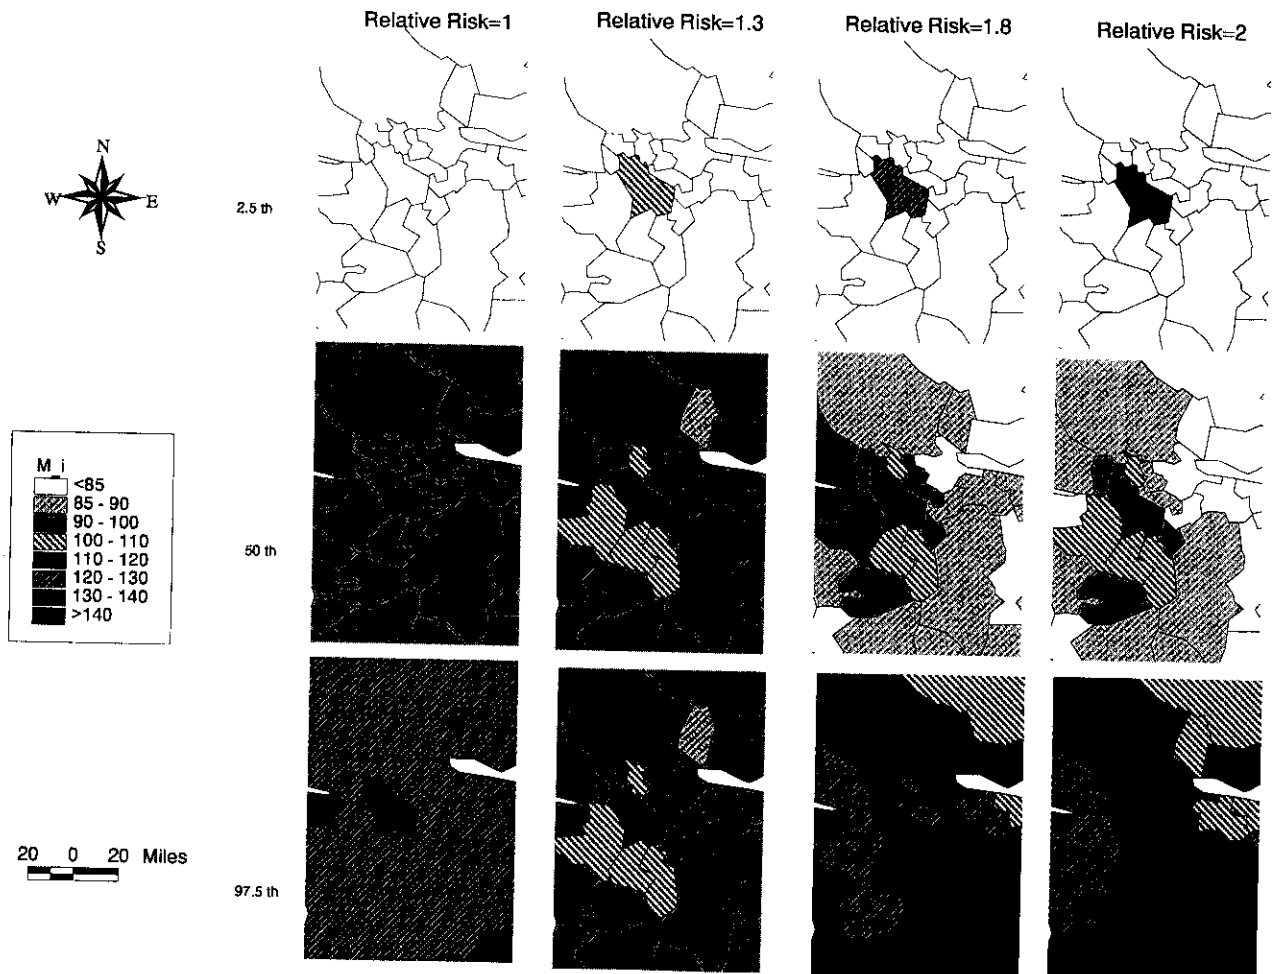 Relative Risk=1 Relative Risk=1.3 Relative Risk=1.8 Relative Risk=2
N
W E
S
2.5 th
M_i
<85
85 - 90
90 - 100
100 - 110
110 - 120
120 - 130
130 - 140
>140
50 th
20 0 20 Miles
97.5 th